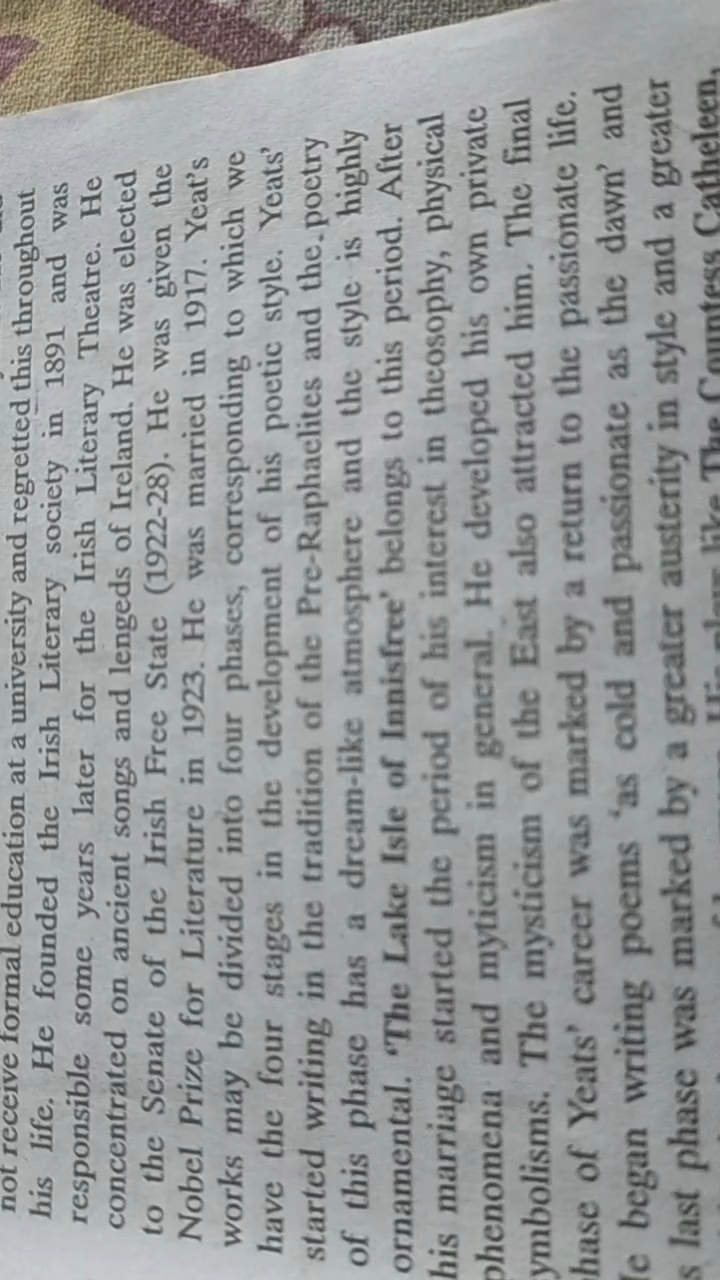 not receive formal education at a university and regretted this throughout
his life. He founded the Irish Literary society in 1891 and was
responsible some years later for the Irish Literary Theatre. He
concentrated on ancient songs and lengeds of Ireland. He was elected
to the Senate of the Irish Free State (1922-28). He was given the
Nobel Prize for Literature in 1923. He was married in 1917. Yeat's
works may be divided into four phases, corresponding to which we
have the four stages in the development of his poetic style. Yeats'
started writing in the tradition of the Pre-Raphaelites and the poetry
of this phase has a dream-like atmosphere and the style is highly
ornamental. 'The Lake Isle of Innisfree' belongs to this period. After
his marriage started the period of his interest in theosophy, physical
phenomena and myticism in general. He developed his own private
ymbolisms. The mysticism of the East also attracted him. The final
hase of Yeats' career was marked by a return to the passionate life.
e began writing poems 'as cold and passionate as the dawn' and
s last phase was marked by a greater austerity in style and a greater
like The Countess Catheleen,